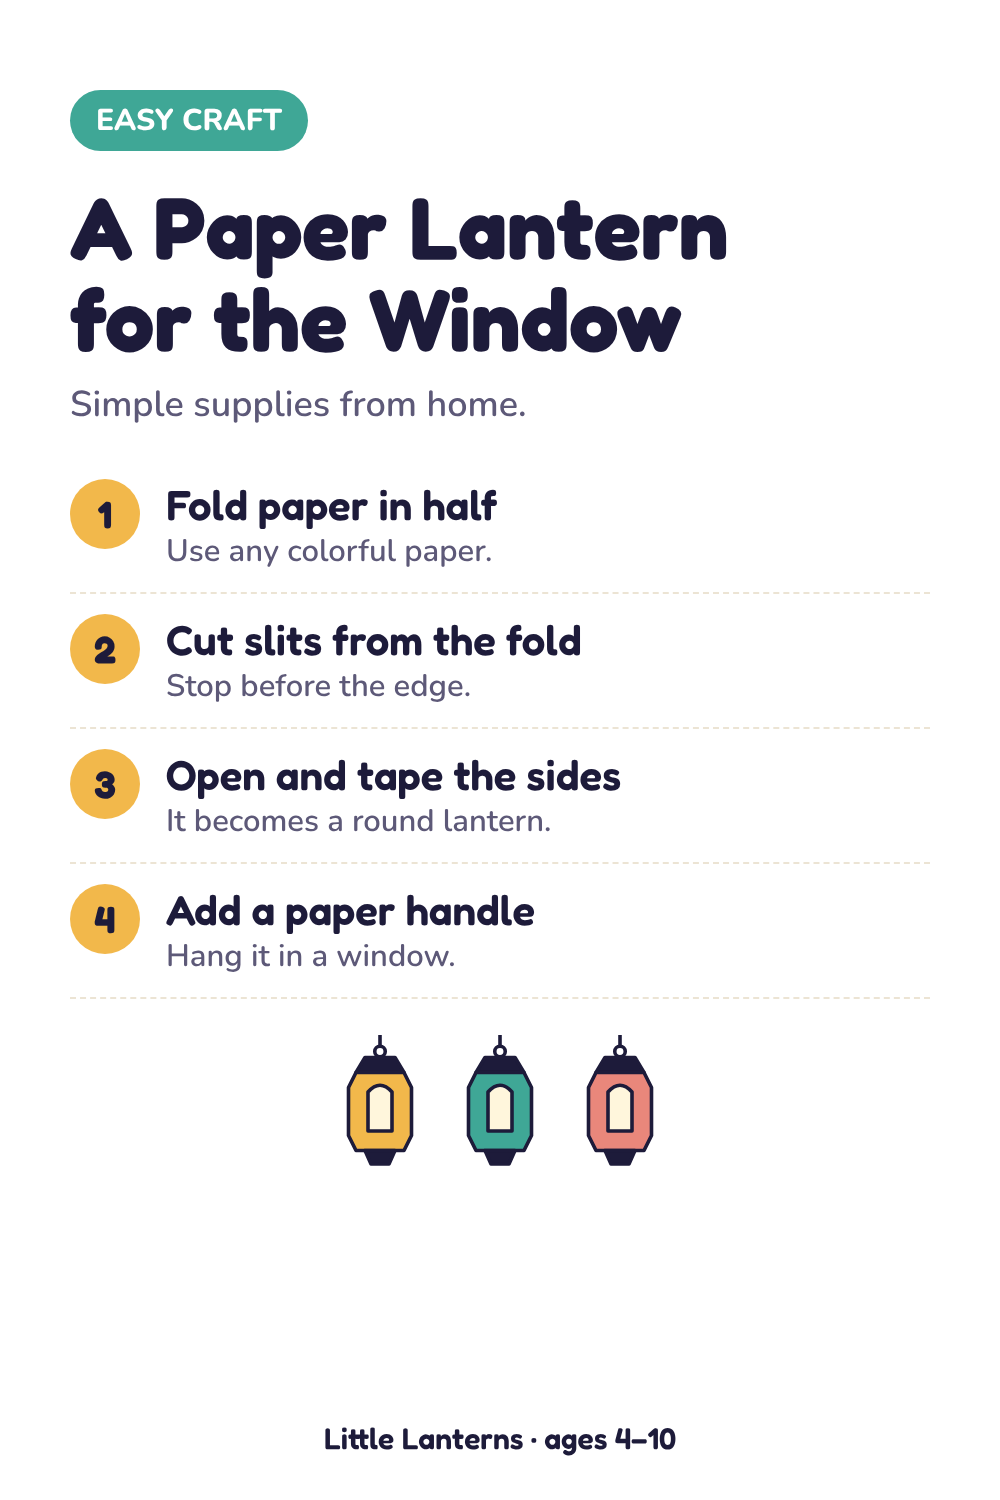 EASY CRAFT
A Paper Lantern
for the Window
Simple supplies from home.
1
Fold paper in half
Use any colorful paper.
2
Cut slits from the fold
Stop before the edge.
3
Open and tape the sides
It becomes a round lantern.
4
Add a paper handle
Hang it in a window.
Little Lanterns · ages 4–10